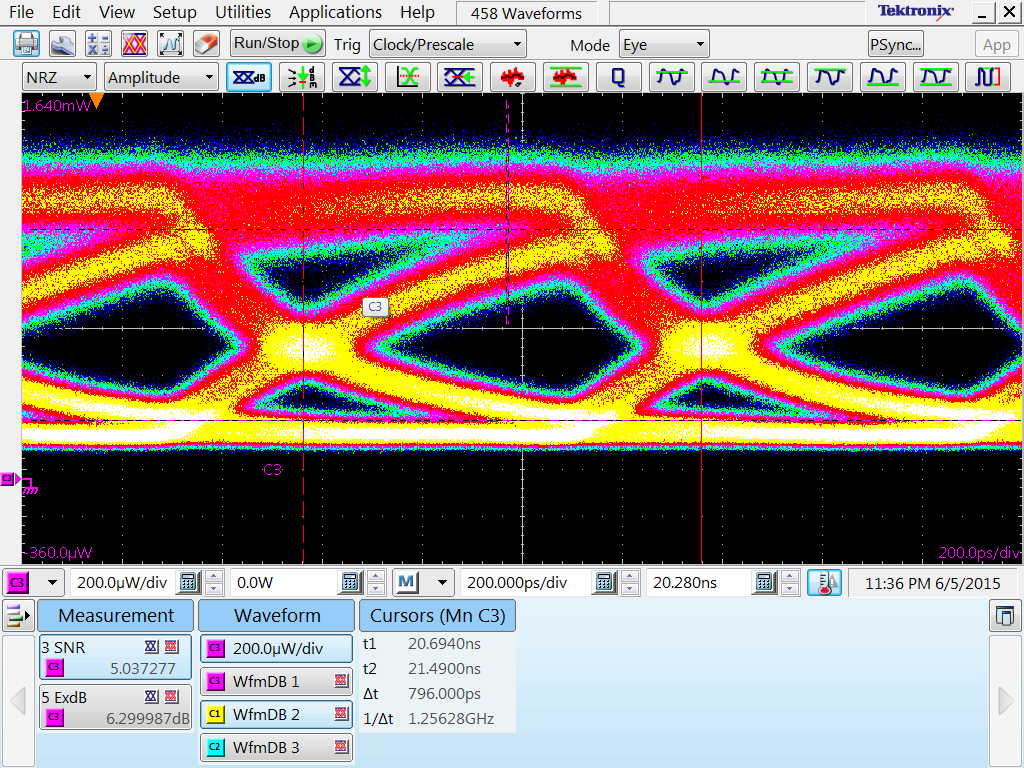 File Edit View Setup Utilities Applications Help 458 Waveforms Tektronix
Run/Stop Trig Clock/Prescale Mode Eye PSync... App
NRZ Amplitude dB
1.640mW
C3
C3
C3
-360.0µW 200.0ps/div
C3 200.0µW/div 0.0W M 200.000ps/div 20.280ns 11:36 PM 6/5/2015
Measurement Waveform Cursors (Mn C3)
3 SNR C3 5.037277
5 ExdB C3 6.299987dB
C3 200.0µW/div
C3 WfmDB 1
C1 WfmDB 2
C2 WfmDB 3
t1 20.6940ns
t2 21.4900ns
Δt 796.000ps
1/Δt 1.25628GHz